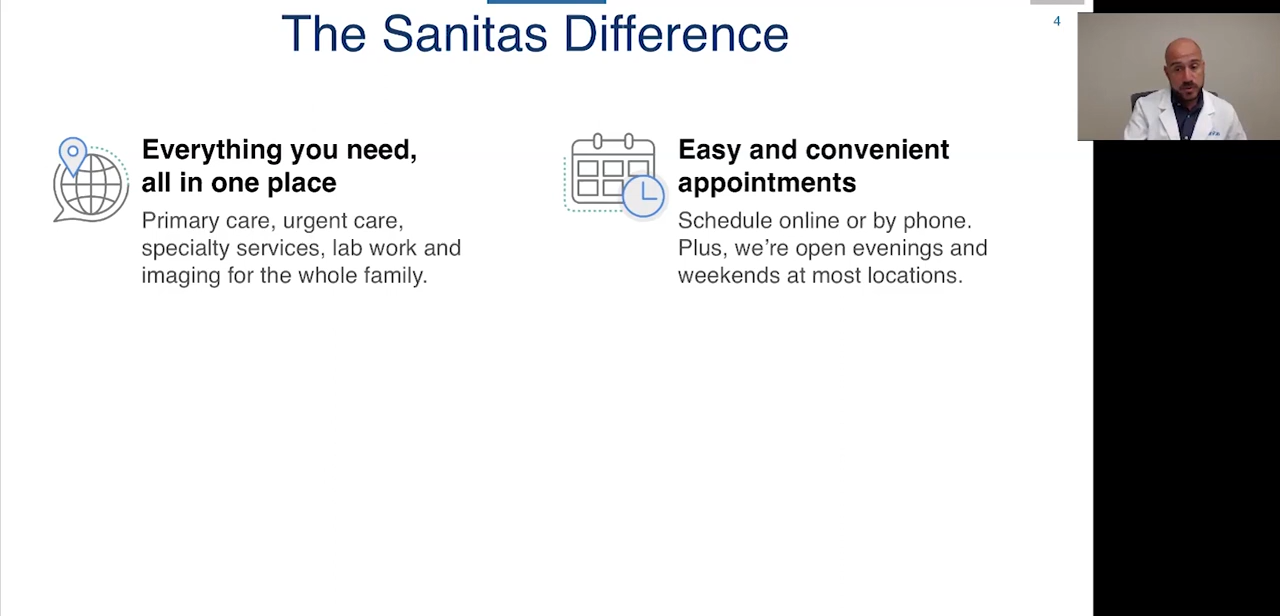 The Sanitas Difference
4
Everything you need,
all in one place
Primary care, urgent care,
specialty services, lab work and
imaging for the whole family.
Easy and convenient
appointments
Schedule online or by phone.
Plus, we’re open evenings and
weekends at most locations.